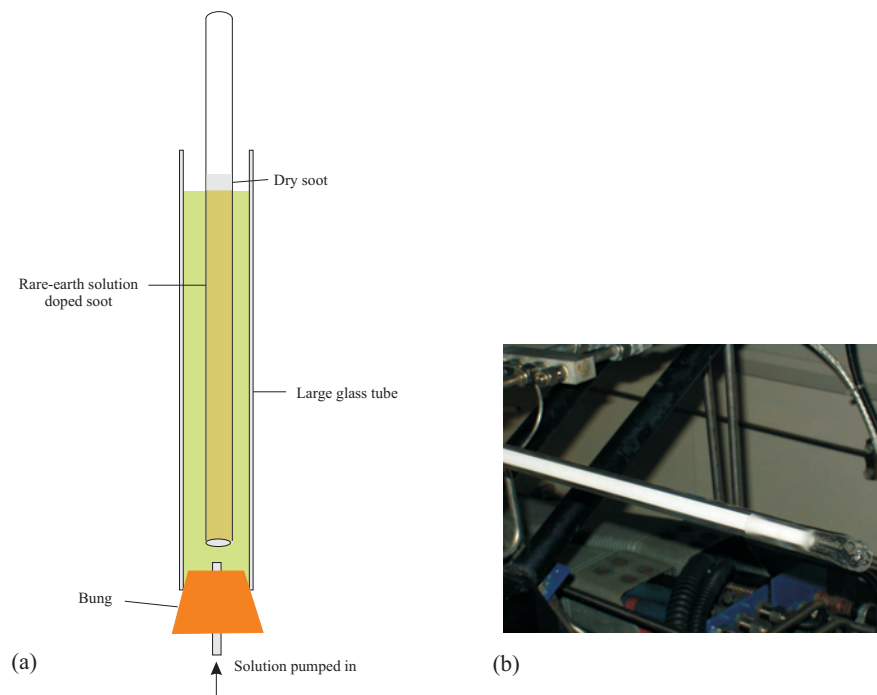 Dry soot
Rare-earth solution
doped soot
Large glass tube
Bung
(a)
Solution pumped in
(b)